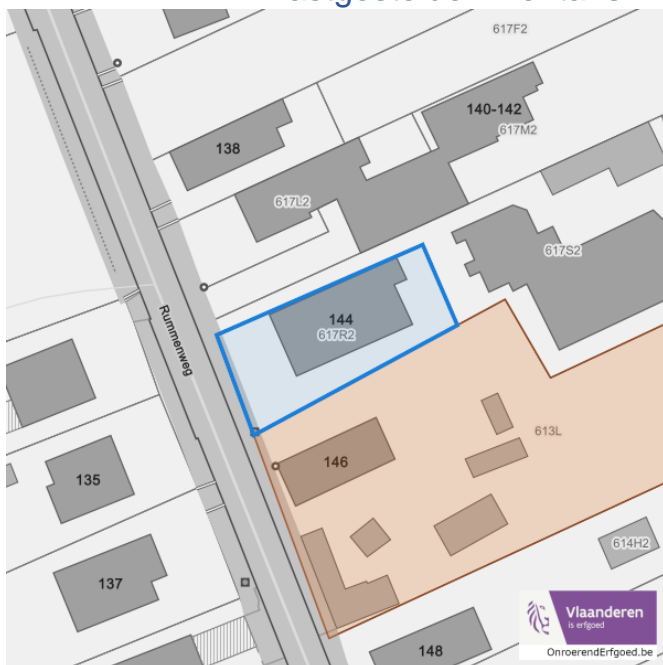 617F2
140-142
617M2
138
617L2
617S2
144
617R2
Rummenweg
613L
146
135
137
614H2
148
Vlaanderen
is erfgoed
OnroerendErfgoed.be